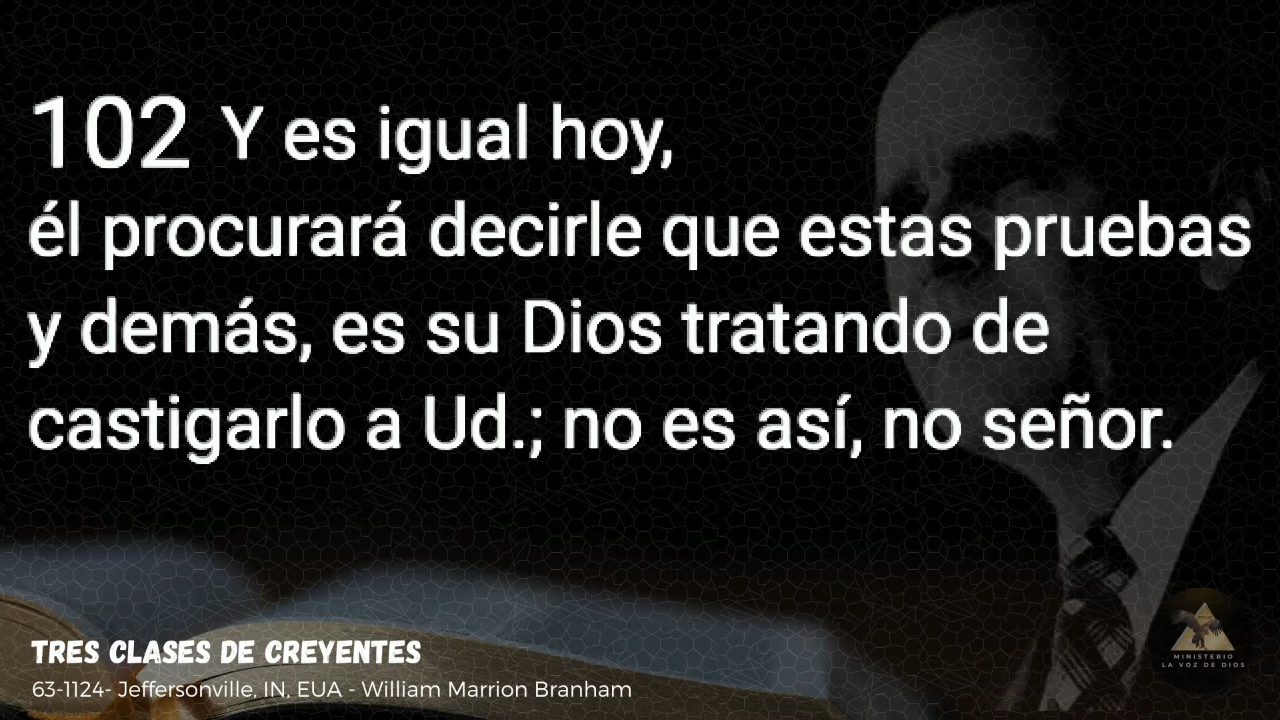 102 Y es igual hoy,
él procurará decirle que estas pruebas
y demás, es su Dios tratando de
castigarlo a Ud.; no es así, no señor.
TRES CLASES DE CREYENTES
63-1124- Jeffersonville, IN, EUA - William Marrion Branham
MINISTERIO
LA VOZ DE DIOS